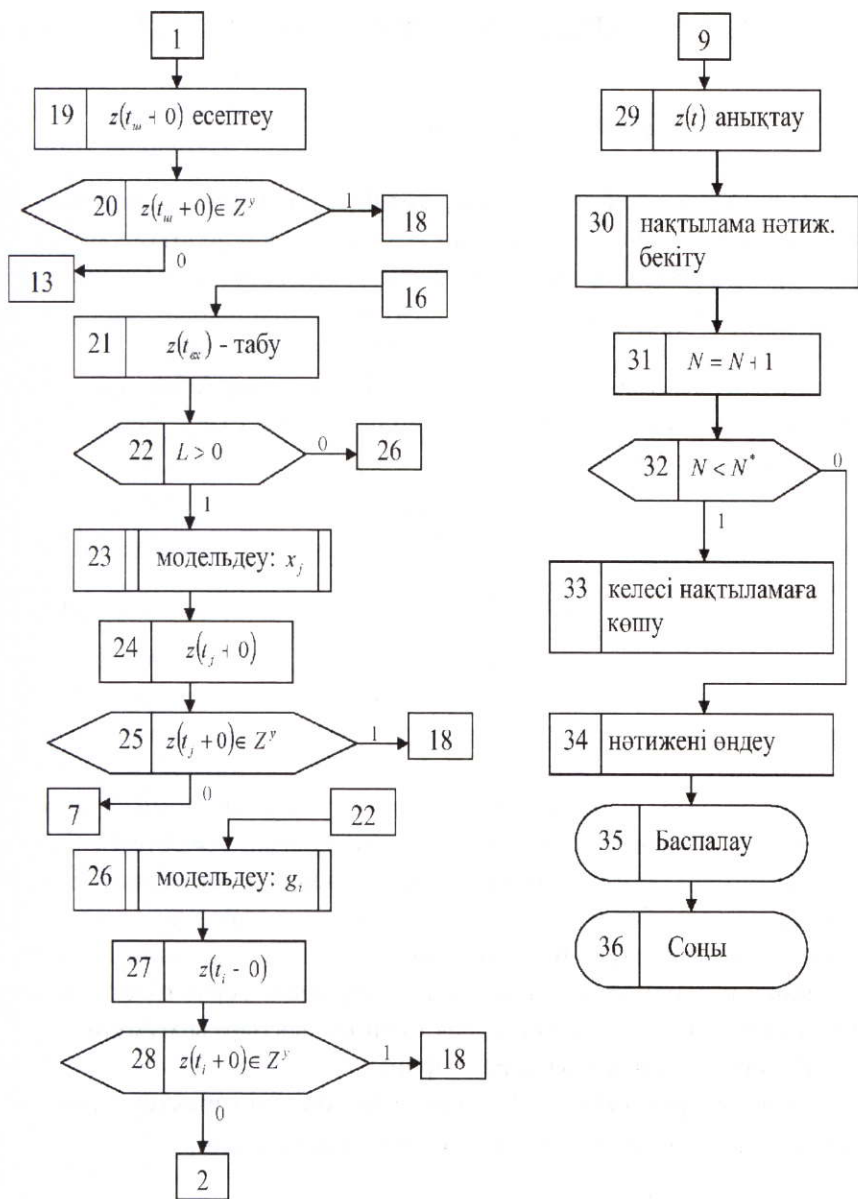 1
19 z(t_ш + 0) есептеу
20 z(t_ш + 0) ∈ Z^y 1
18
0
13
16
21 z(t_вх) - табу
22 L > 0 0
26
1
23 модельдеу: x_j
24 z(t_j + 0)
25 z(t_j + 0) ∈ Z^y 1
18
0
7
22
26 модельдеу: g_i
27 z(t_i - 0)
28 z(t_i + 0) ∈ Z^y 1
18
0
2
9
29 z(t) анықтау
30 нақтылама нәтиж.
бекіту
31 N = N + 1
32 N < N* 0
1
33 келесі нақтыламаға
көшу
34 нәтижені өңдеу
35 Баспалау
36 Соңы